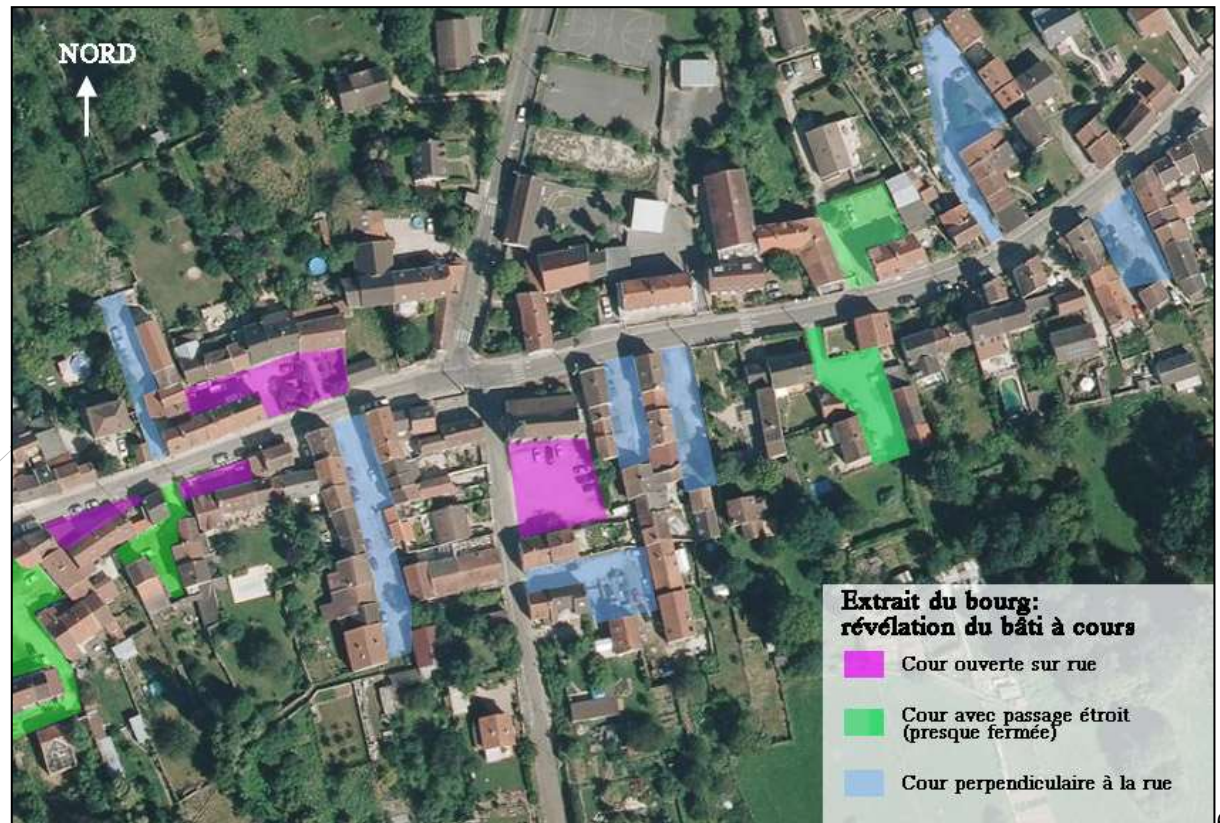 NORD
Extrait du bourg:
révélation du bâti à cours
Cour ouverte sur rue
Cour avec passage étroit
(presque fermée)
Cour perpendiculaire à la rue